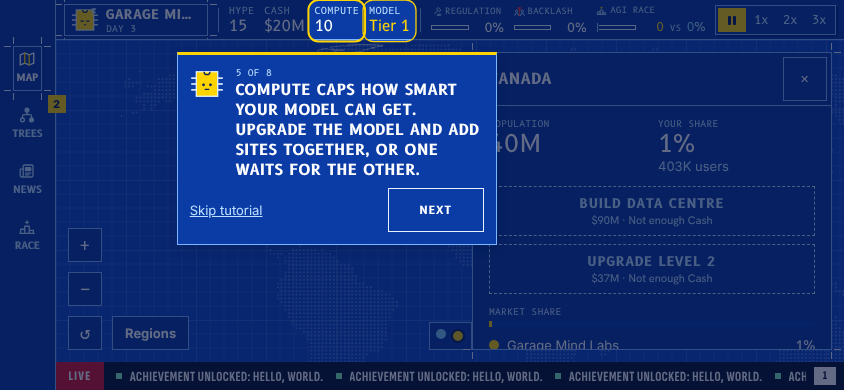 GARAGE MI...
DAY 3
HYPE
15
CASH
$20M
COMPUTE
10
MODEL
Tier 1
REGULATION
0%
BACKLASH
0%
AGI RACE
0 VS 0%
1x
2x
3x
MAP
2
TREES
NEWS
RACE
5 OF 8
COMPUTE CAPS HOW SMART
YOUR MODEL CAN GET.
UPGRADE THE MODEL AND ADD
SITES TOGETHER, OR ONE
WAITS FOR THE OTHER.
Skip tutorial
NEXT
ANADA
×
OPULATION
40M
YOUR SHARE
1%
403K users
BUILD DATA CENTRE
$90M · Not enough Cash
UPGRADE LEVEL 2
$37M · Not enough Cash
MARKET SHARE
Garage Mind Labs
1%
+
−
↺
Regions
LIVE
ACHIEVEMENT UNLOCKED: HELLO, WORLD.
ACHIEVEMENT UNLOCKED: HELLO, WORLD.
ACHIEVEMENT UNLOCKED: HELLO, WORLD.
ACH
1